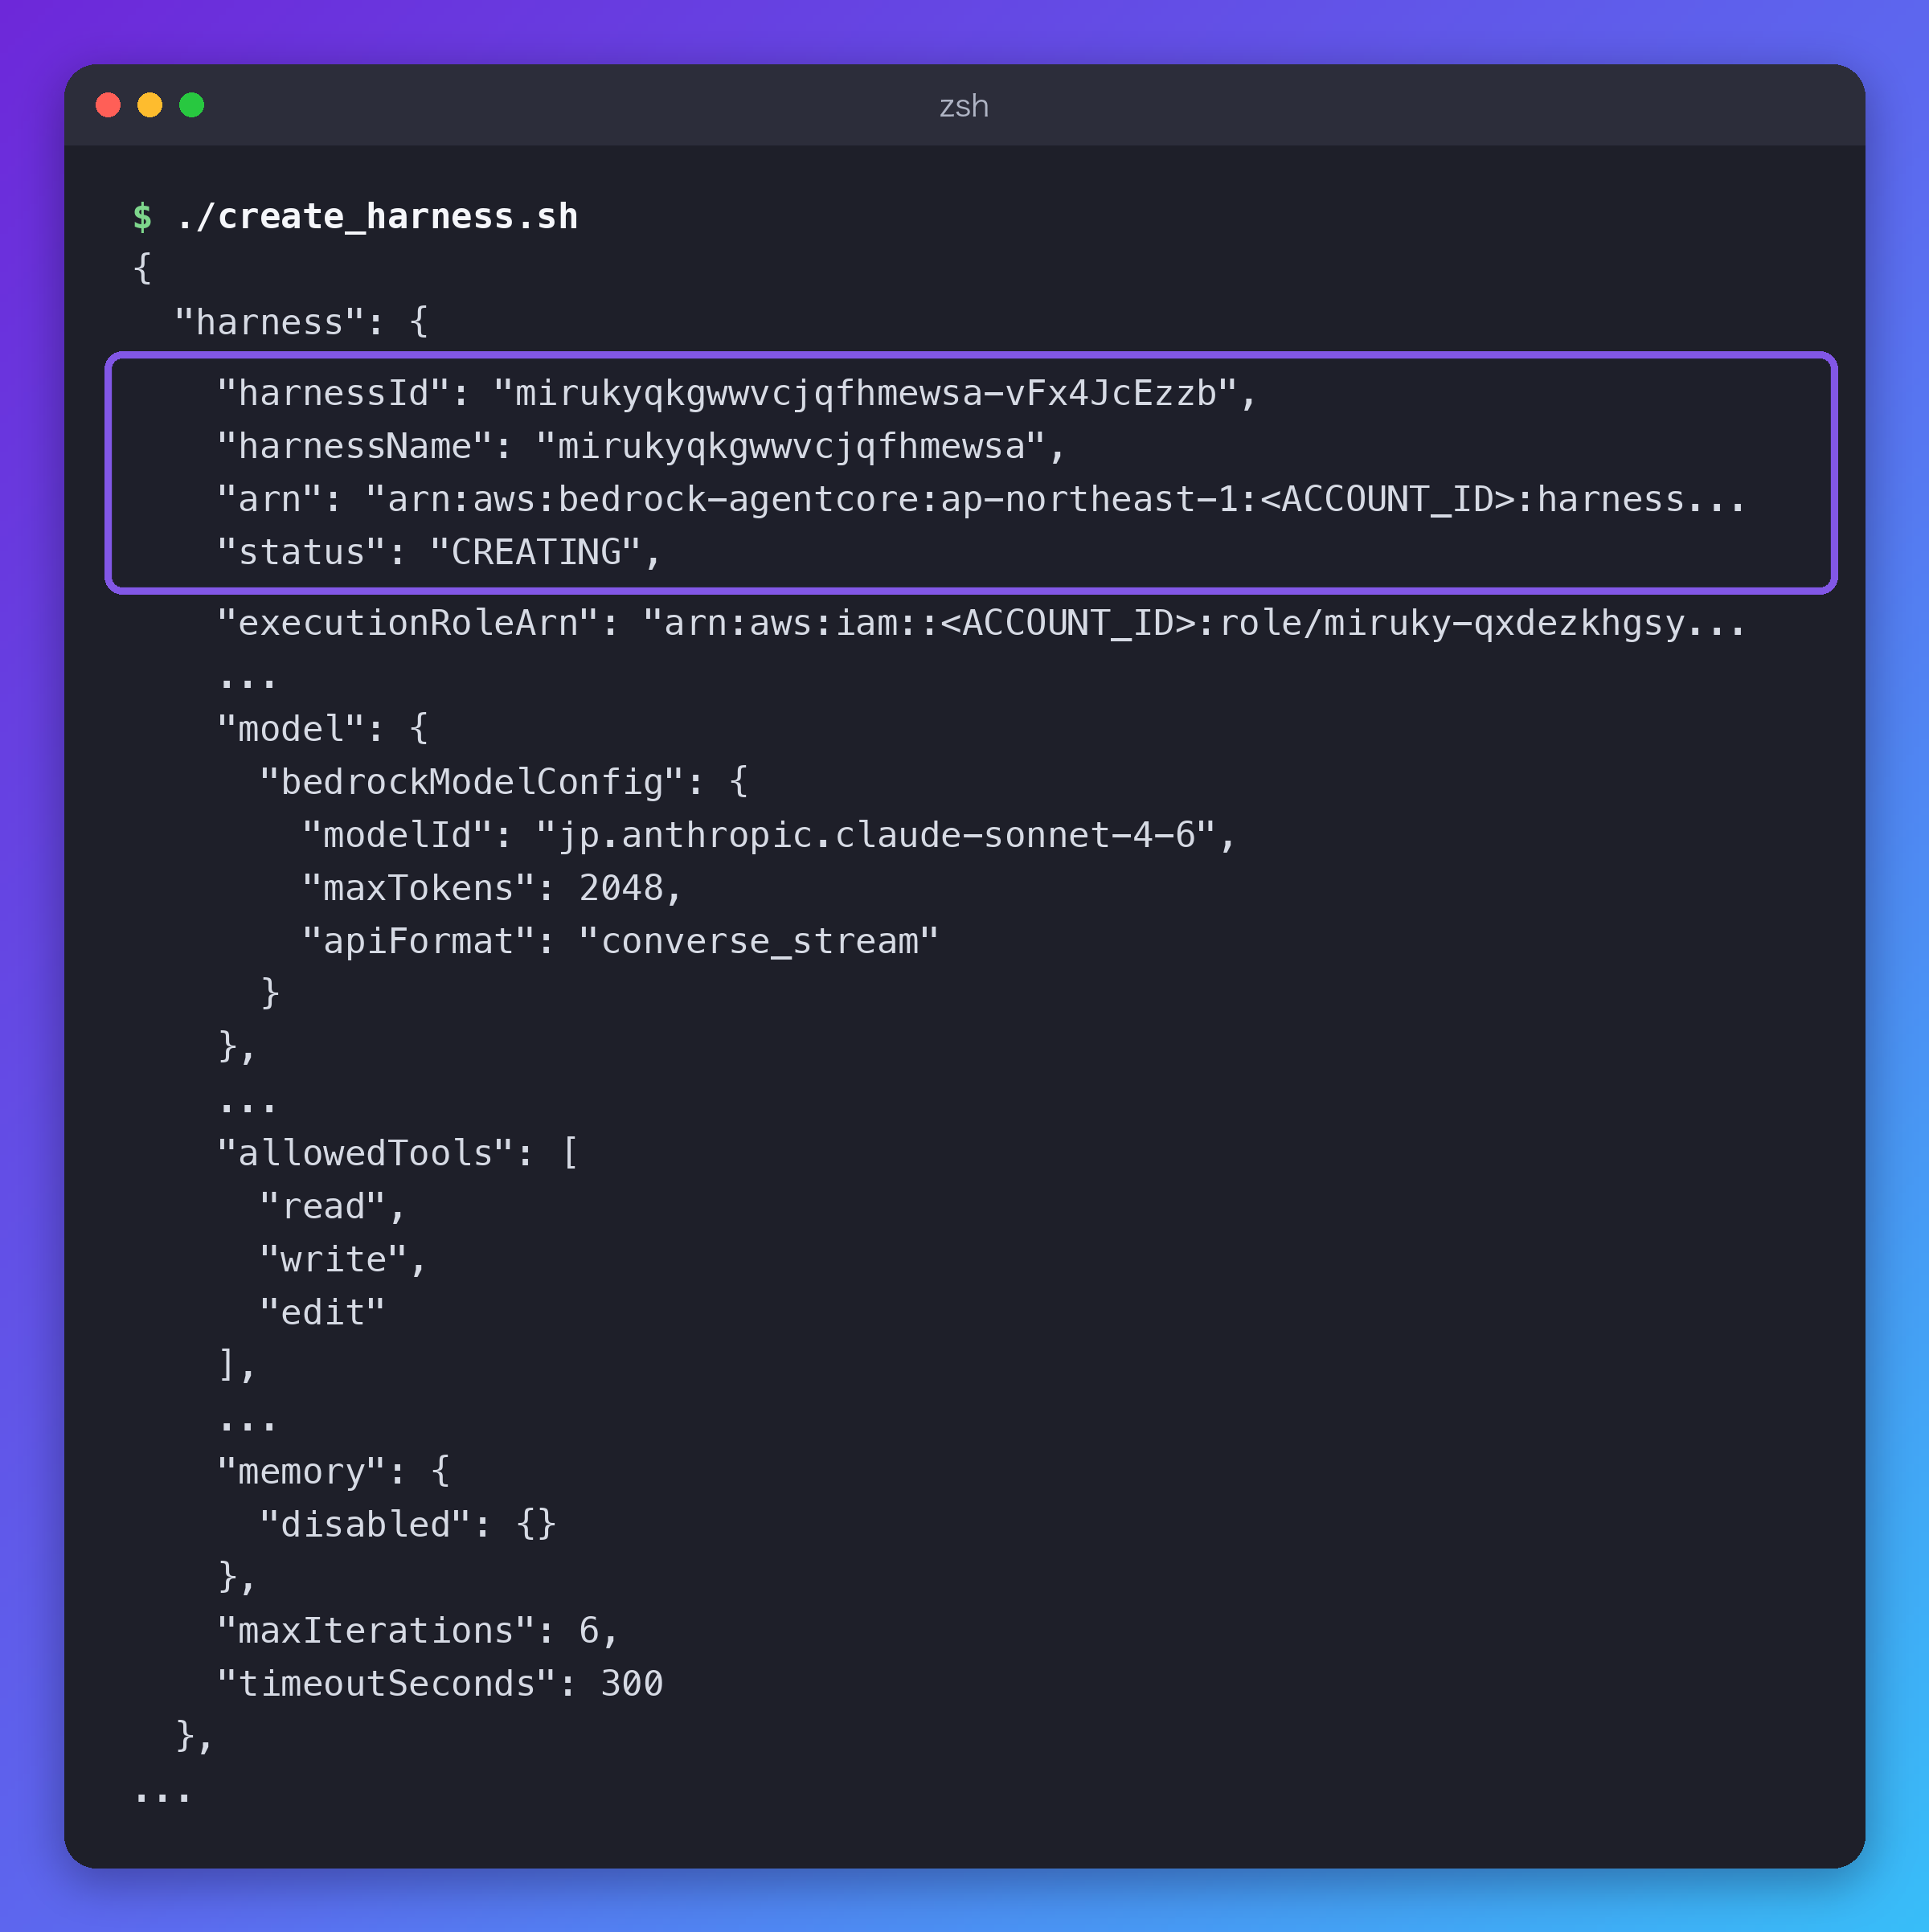 zsh
$ ./create_harness.sh
{
  "harness": {
    "harnessId": "mirukyqkgwwvcjqfhmewsa-vFx4JcEzzb",
    "harnessName": "mirukyqkgwwvcjqfhmewsa",
    "arn": "arn:aws:bedrock-agentcore:ap-northeast-1:<ACCOUNT_ID>:harness...
    "status": "CREATING",
    "executionRoleArn": "arn:aws:iam::<ACCOUNT_ID>:role/miruky-qxdezkhgsy...
    ...
    "model": {
      "bedrockModelConfig": {
        "modelId": "jp.anthropic.claude-sonnet-4-6",
        "maxTokens": 2048,
        "apiFormat": "converse_stream"
      }
    },
    ...
    "allowedTools": [
      "read",
      "write",
      "edit"
    ],
    ...
    "memory": {
      "disabled": {}
    },
    "maxIterations": 6,
    "timeoutSeconds": 300
  },
...